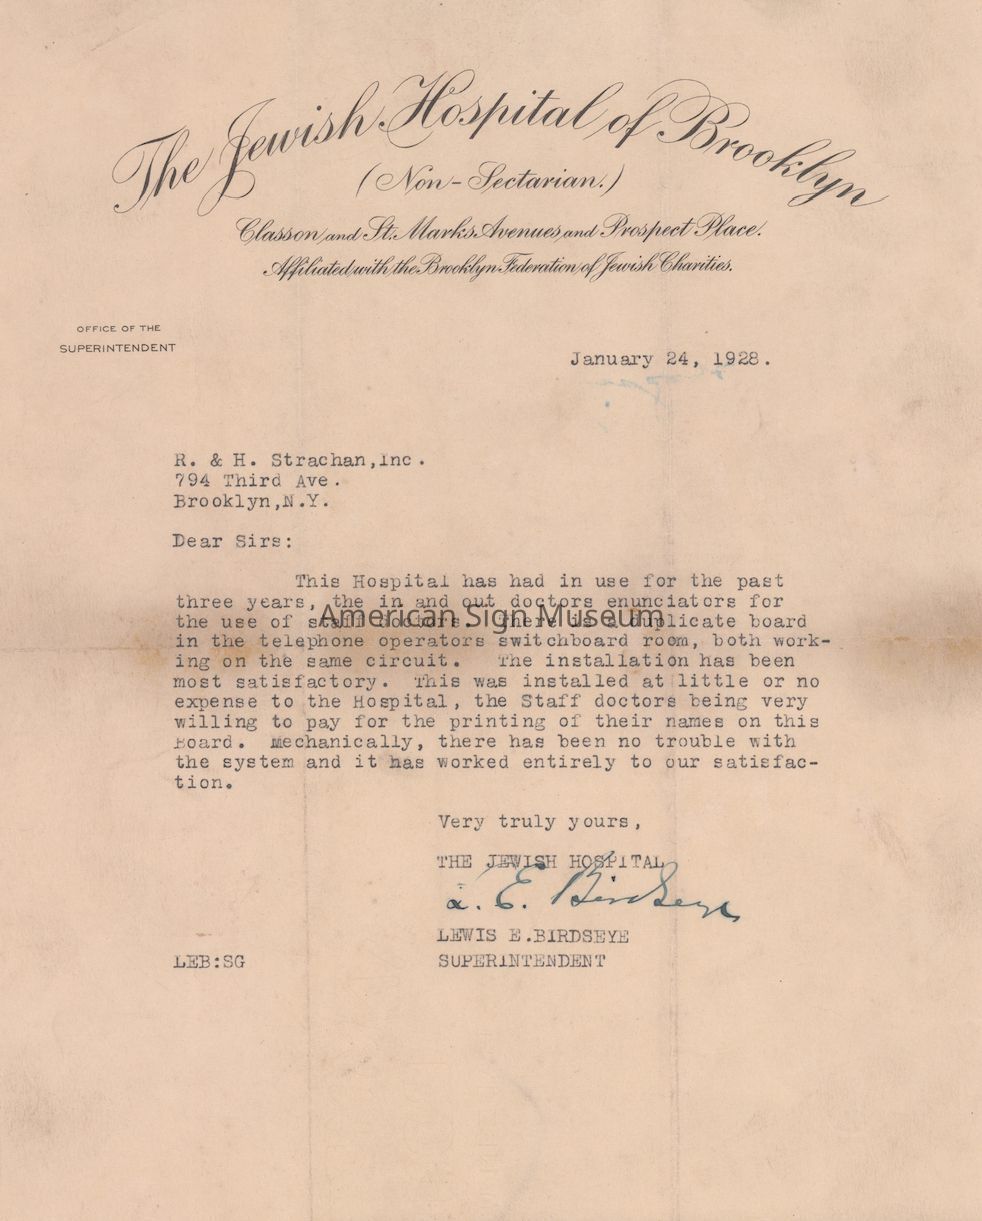 The Jewish Hospital of Brooklyn
(Non-Sectarian.)
Classon and St. Marks Avenues and Prospect Place.
Affiliated with the Brooklyn Federation of Jewish Charities.
OFFICE OF THE
SUPERINTENDENT
January 24, 1928.
R. & H. Strachan,Inc.
794 Third Ave.
Brooklyn,N.Y.
Dear Sirs:
This Hospital has had in use for the past
three years, the in and out doctors enunciators for
the use of staff doctors. There is a duplicate board
American Sign Museum
in the telephone operators switchboard room, both work-
ing on the same circuit. The installation has been
most satisfactory. This was installed at little or no
expense to the Hospital, the Staff doctors being very
willing to pay for the printing of their names on this
Board. Mechanically, there has been no trouble with
the system and it has worked entirely to our satisfac-
tion.
Very truly yours,
THE JEWISH HOSPITAL
L. E. Birdseye
LEWIS E.BIRDSEYE
LEB:SG SUPERINTENDENT